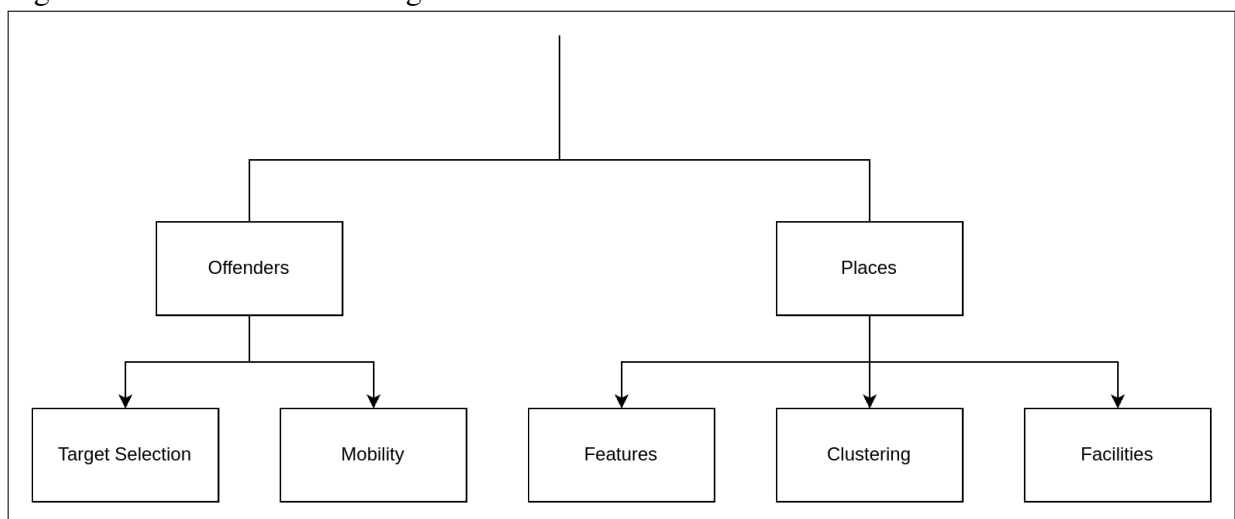 Offenders
Places
Target Selection
Mobility
Features
Clustering
Facilities